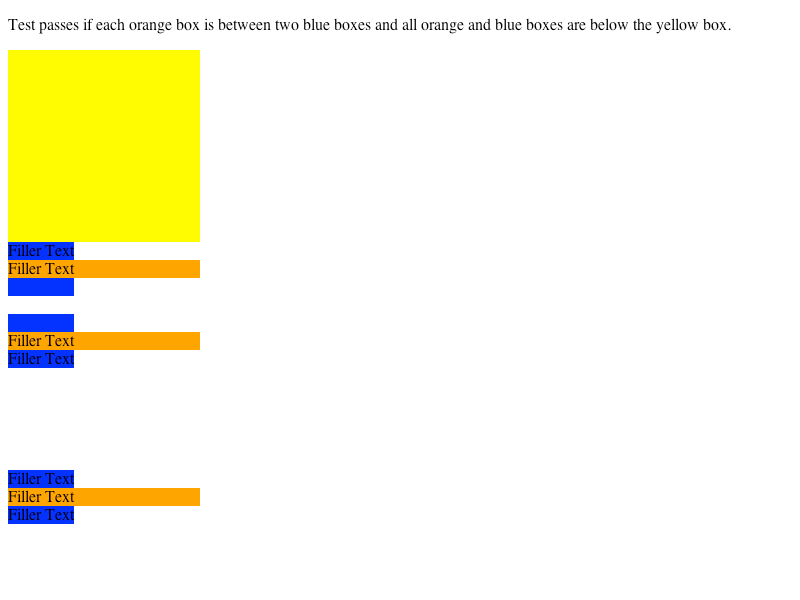 Test passes if each orange box is between two blue boxes and all orange and blue boxes are below the yellow box.
Filler Text
Filler Text
Filler Text
Filler Text
Filler Text
Filler Text
Filler Text